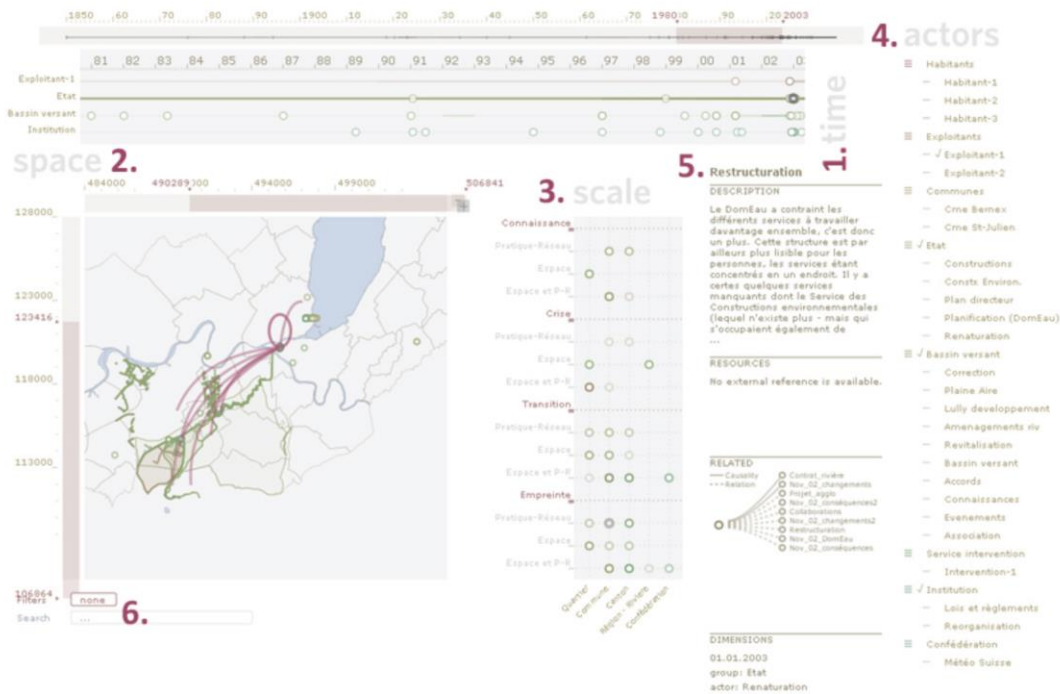 1850 ,60 ,70 ,80 ,90 ,1900 ,10 ,20 ,30 ,40 ,50 ,60 ,70 1980 ,90 ,20 2003
4. actors
81 82 83 84 85 86 87 88 89 90 91 92 93 94 95 96 97 98 99 00 01 02 03
Exploitant-1
Etat
Bassin versant
Institution
1. time
space 2.
484000 490289 494000 499000 506841
128000
123000
123416
118000
113000
106864
Filters none
Search ...
6.
3. scale
Connaissance
Pratique-Réseau
Espace
Espace et P-R
Crise
Pratique-Réseau
Espace
Espace et P-R
Transition
Pratique-Réseau
Espace
Espace et P-R
Empreinte
Pratique-Réseau
Espace
Espace et P-R
Quartier
Commune
Canton
Région - Rivière
Confédération
5. Restructuration
DESCRIPTION
Le DomEau a contraint les
différents services à travailler
davantage ensemble, c'est donc
un plus. Cette structure est par
ailleurs plus lisible pour les
personnes, les services étant
concentrés en un endroit. Il y a
certes quelques services
manquants dont le Service des
Constructions environnementales
(lequel n'existe plus - mais qui
s'occupaient également de
...
RESOURCES
No external reference is available.
RELATED
Causality
Relation
Contrat_rivière
Nov_02_changements
Projet_agglo
Nov_02_conséquences2
Collaborations
Nov_02_changements2
Restructuration
Nov_02_DomEau
Nov_02_conséquences
DIMENSIONS
01.01.2003
group: Etat
actor: Renaturation
Habitants
Habitant-1
Habitant-2
Habitant-3
Exploitants
√ Exploitant-1
Exploitant-2
Communes
Cme Bernex
Cme St-Julien
√ Etat
Constructions
Consts Environ.
Plan directeur
Planification (DomEau)
Renaturation
√ Bassin versant
Correction
Plaine Aire
Lully developpement
Amenagements riv
Revitalisation
Bassin versant
Accords
Connaissances
Evenements
Association
Service intervention
Intervention-1
√ Institution
Lois et règlements
Reorganisation
Confédération
Météo Suisse